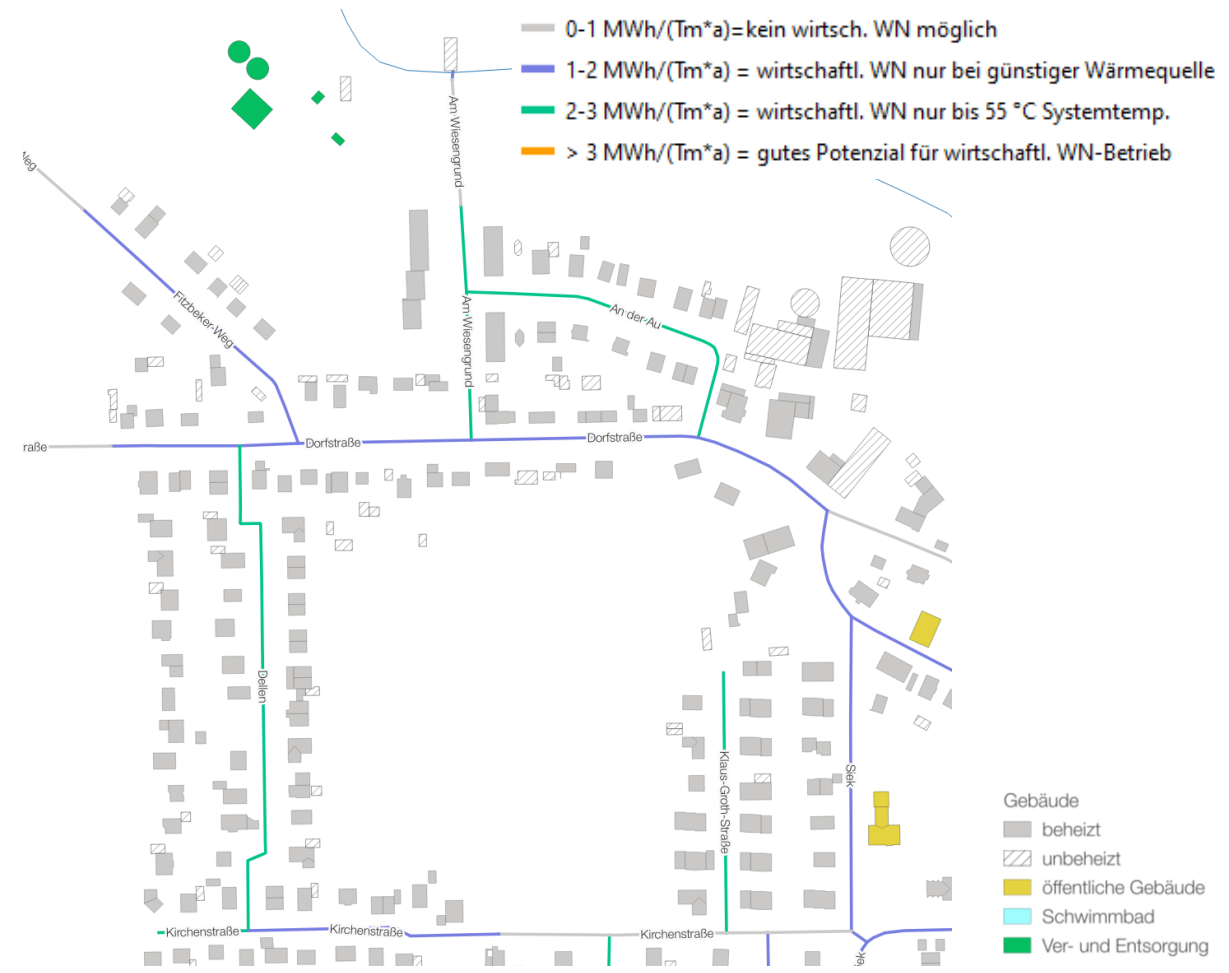 0-1 MWh/(Tm*a)=kein wirtsch. WN möglich
1-2 MWh/(Tm*a) = wirtschaftl. WN nur bei günstiger Wärmequelle
2-3 MWh/(Tm*a) = wirtschaftl. WN nur bis 55 °C Systemtemp.
> 3 MWh/(Tm*a) = gutes Potenzial für wirtschaftl. WN-Betrieb
Am-Wiesengrund
Fitzbeker-Weg
Am-Wiesengrund
An-der-Au
raße
Dorfstraße
Dorfstraße
Dellen
Klaus-Groth-Straße
Siek
Kirchenstraße
Kirchenstraße
Kirchenstraße
Gebäude
beheizt
unbeheizt
öffentliche Gebäude
Schwimmbad
Ver- und Entsorgung